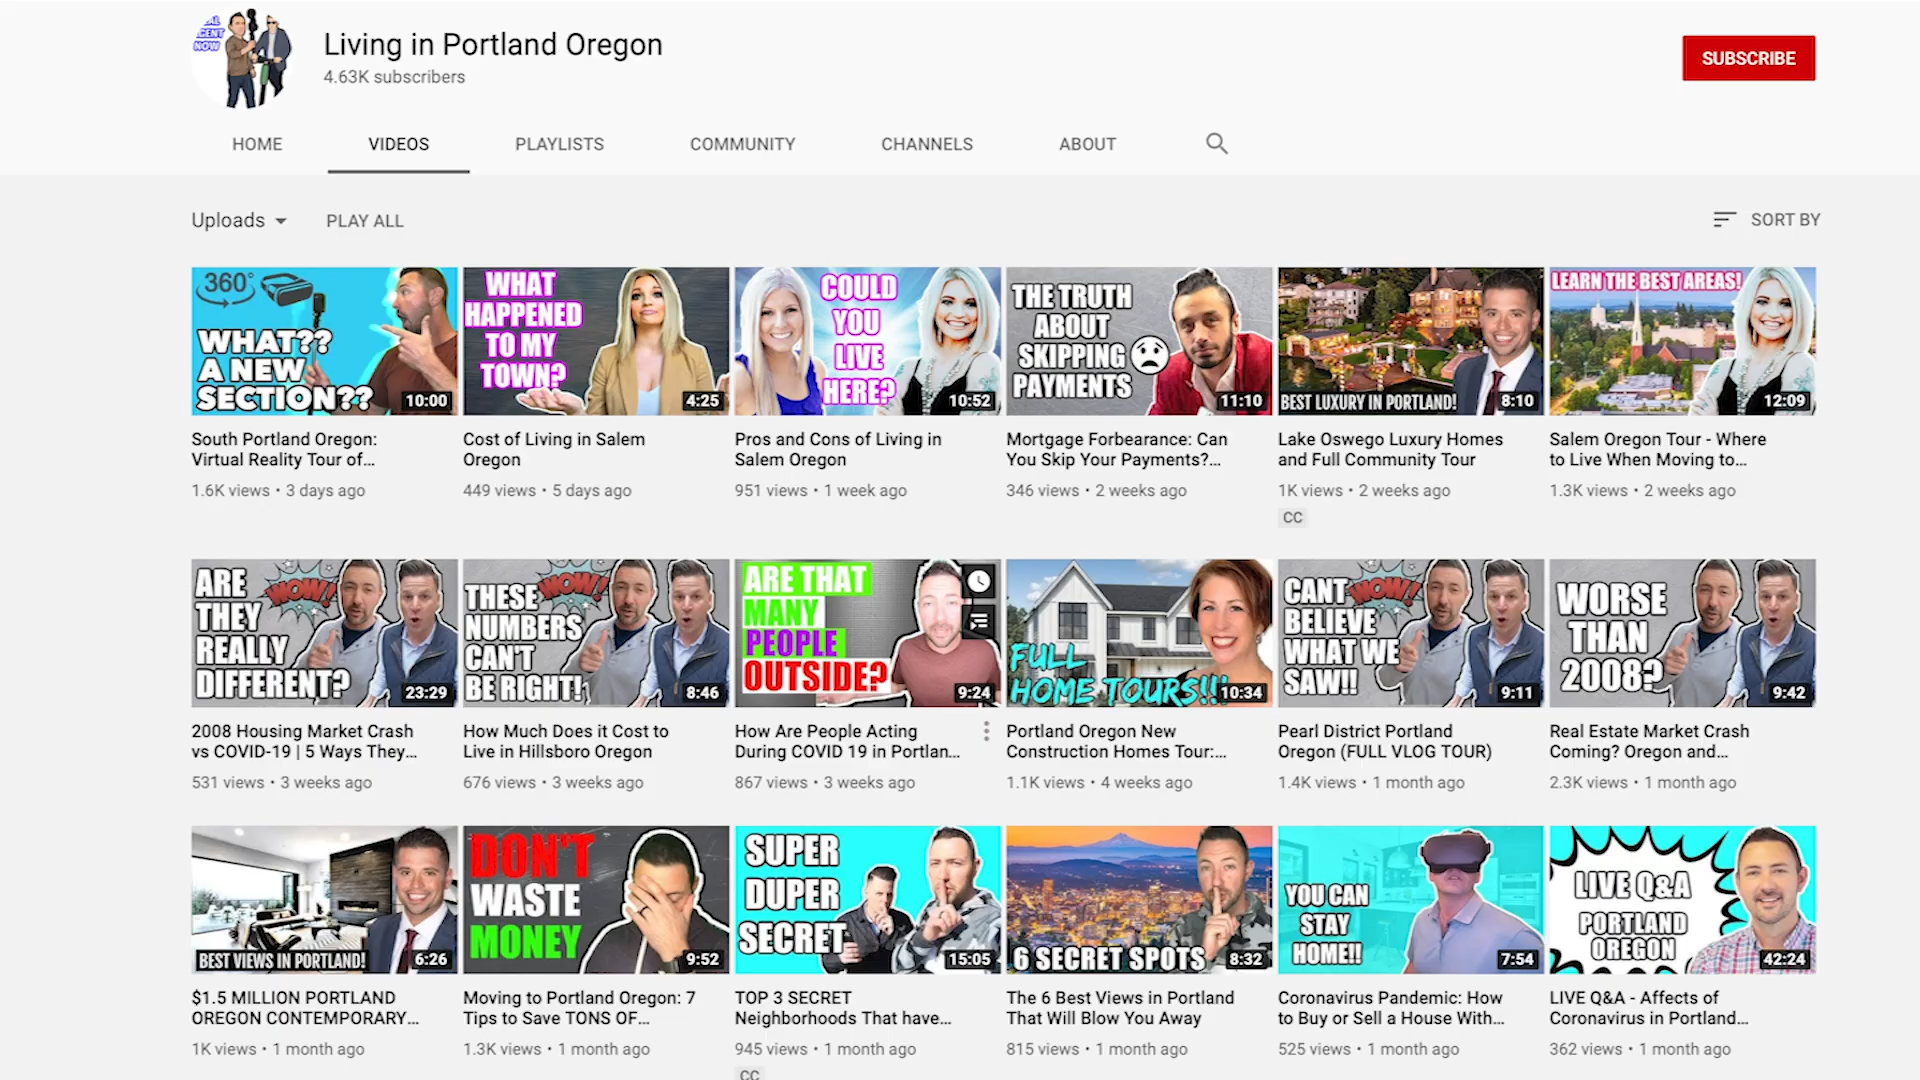 REAL
AGENT
NOW
Living in Portland Oregon
4.63K subscribers
SUBSCRIBE
HOME
VIDEOS
PLAYLISTS
COMMUNITY
CHANNELS
ABOUT
Uploads
PLAY ALL
SORT BY
360°
WHAT??
A NEW
SECTION??
10:00
WHAT
HAPPENED
TO MY
TOWN?
4:25
COULD
YOU
LIVE
HERE?
10:52
THE TRUTH
ABOUT
SKIPPING
PAYMENTS
11:10
BEST LUXURY IN PORTLAND!
8:10
LEARN THE BEST AREAS!
12:09
South Portland Oregon:
Virtual Reality Tour of...
1.6K views • 3 days ago
Cost of Living in Salem
Oregon
449 views • 5 days ago
Pros and Cons of Living in
Salem Oregon
951 views • 1 week ago
Mortgage Forbearance: Can
You Skip Your Payments?...
346 views • 2 weeks ago
Lake Oswego Luxury Homes
and Full Community Tour
1K views • 2 weeks ago
CC
Salem Oregon Tour - Where
to Live When Moving to...
1.3K views • 2 weeks ago
ARE
THEY
REALLY
DIFFERENT?
WOW!
23:29
THESE
NUMBERS
CAN'T
BE RIGHT!
WOW!
8:46
ARE THAT
MANY
PEOPLE
OUTSIDE?
9:24
FULL
HOME TOURS!!!
10:34
CANT
BELIEVE
WHAT WE
SAW!!
WOW!
9:11
WORSE
THAN
2008?
9:42
2008 Housing Market Crash
vs COVID-19 | 5 Ways They...
531 views • 3 weeks ago
How Much Does it Cost to
Live in Hillsboro Oregon
676 views • 3 weeks ago
How Are People Acting
During COVID 19 in Portlan...
867 views • 3 weeks ago
Portland Oregon New
Construction Homes Tour:...
1.1K views • 4 weeks ago
Pearl District Portland
Oregon (FULL VLOG TOUR)
1.4K views • 1 month ago
Real Estate Market Crash
Coming? Oregon and...
2.3K views • 1 month ago
BEST VIEWS IN PORTLAND!
6:26
DON'T
WASTE
MONEY
9:52
SUPER
DUPER
SECRET
15:05
6 SECRET SPOTS
8:32
YOU CAN
STAY
HOME!!
7:54
LIVE Q&A
PORTLAND
OREGON
42:24
$1.5 MILLION PORTLAND
OREGON CONTEMPORARY...
1K views • 1 month ago
Moving to Portland Oregon: 7
Tips to Save TONS OF...
1.3K views • 1 month ago
TOP 3 SECRET
Neighborhoods That have...
945 views • 1 month ago
CC
The 6 Best Views in Portland
That Will Blow You Away
815 views • 1 month ago
Coronavirus Pandemic: How
to Buy or Sell a House With...
525 views • 1 month ago
LIVE Q&A - Affects of
Coronavirus in Portland...
362 views • 1 month ago